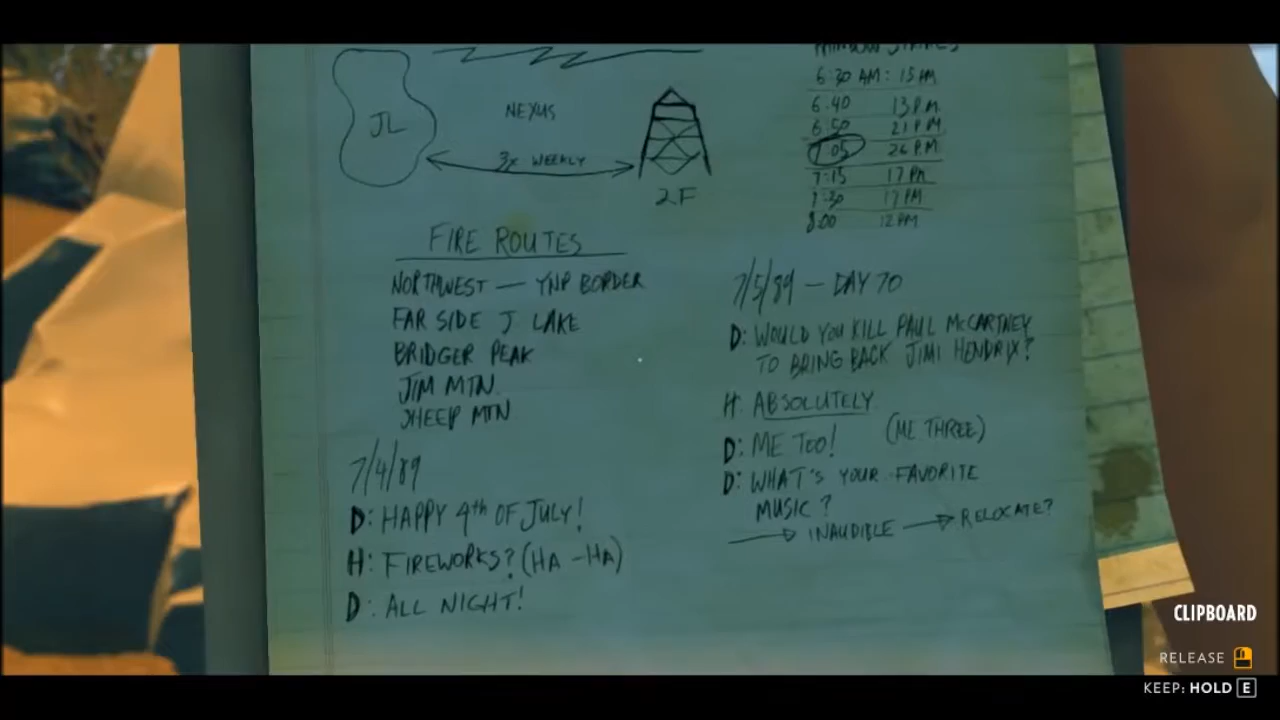 JL
NEXUS
3x WEEKLY
2F
6:30 AM: 15 PM
6:40 13 P.M.
6:50 21 P.M
7:05 26 P.M.
7:15 17 PM
7:30 17 PM
8:00 12 PM
FIRE ROUTES
NORTHWEST — YNP BORDER
FAR SIDE J. LAKE
BRIDGER PEAK
JIM MTN.
SHEEP MTN
7/4/89
D: HAPPY 4th OF JULY!
H: FIREWORKS? (HA-HA)
D: ALL NIGHT!
7/5/89 — DAY 70
D: WOULD YOU KILL PAUL McCARTNEY
TO BRING BACK JIMI HENDRIX?
H: ABSOLUTELY
D: ME TOO! (ME THREE)
D: WHAT'S YOUR FAVORITE
MUSIC?
→ INAUDIBLE → RELOCATE?
CLIPBOARD
RELEASE
KEEP: HOLD E